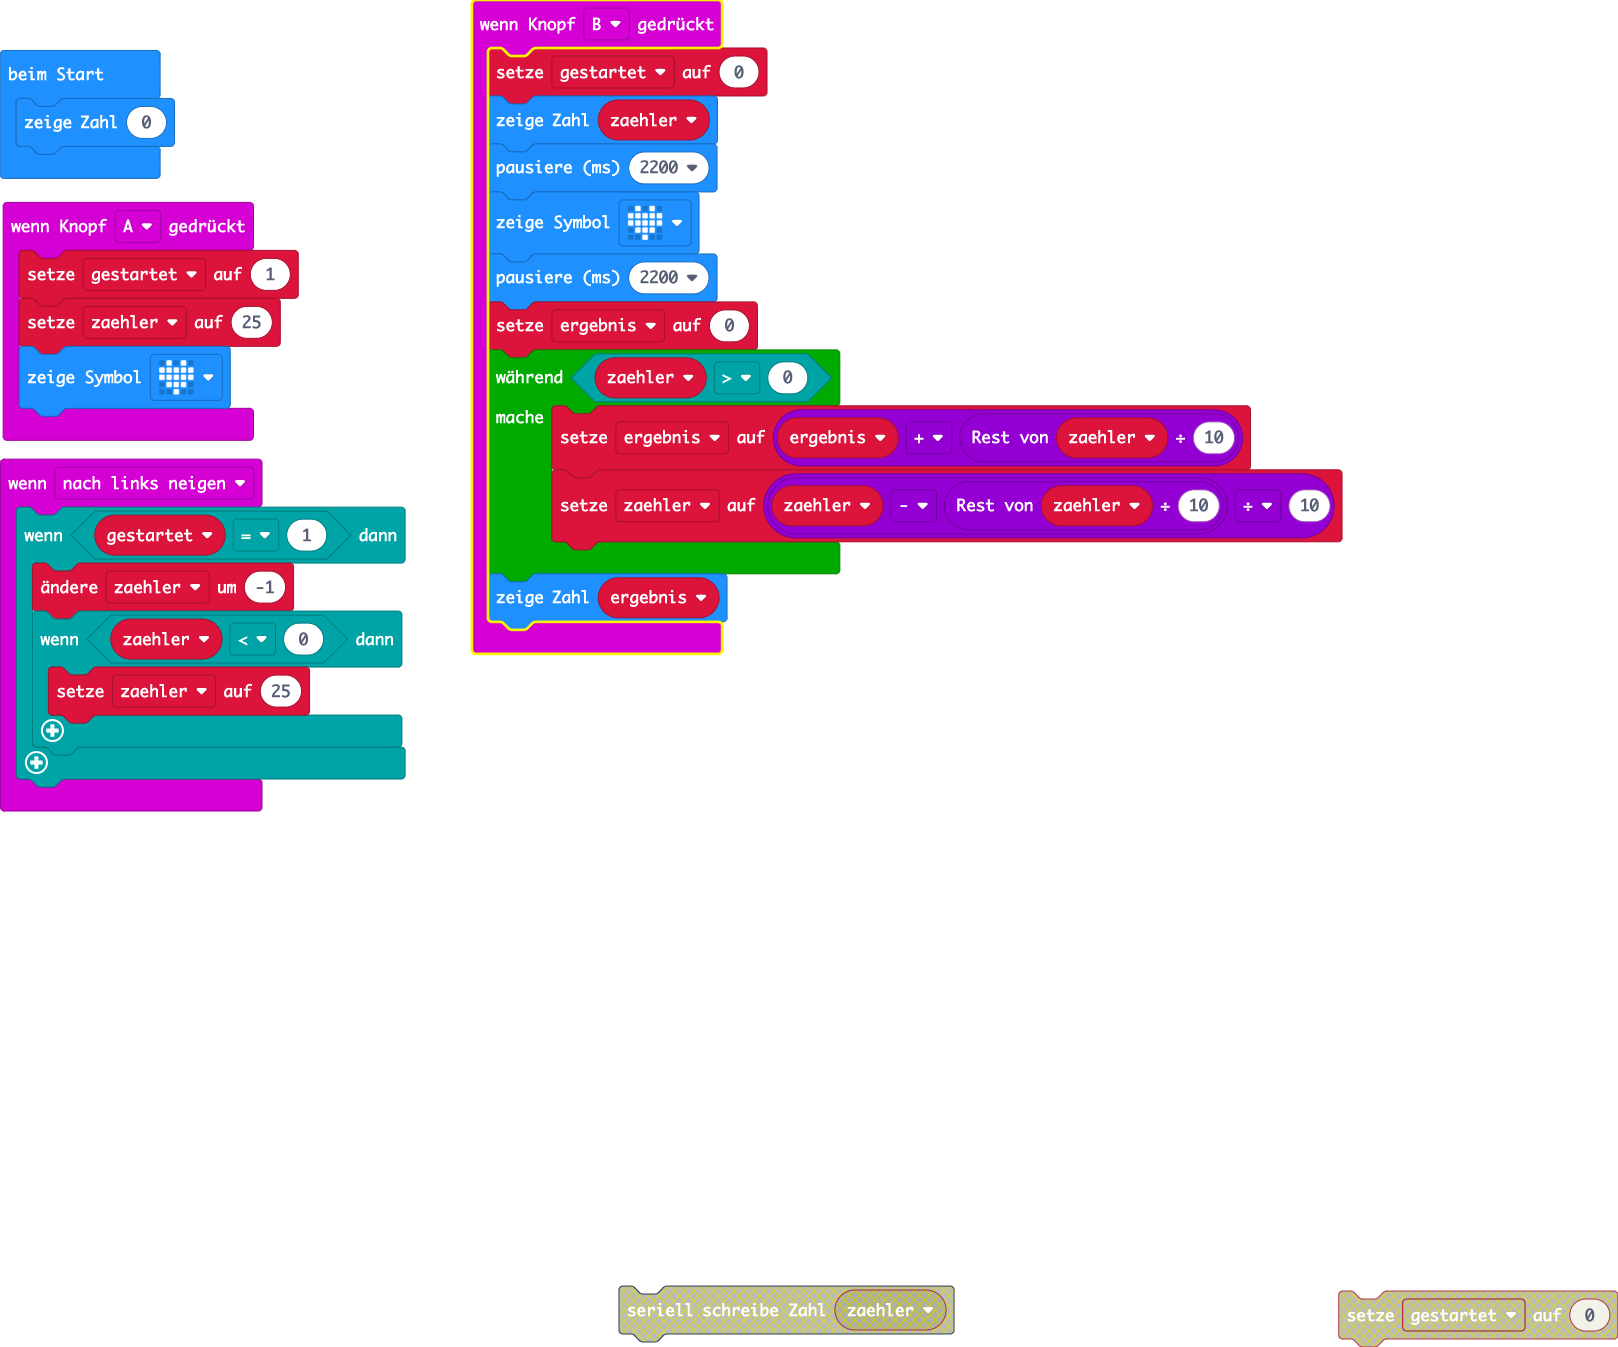 beim Start
zeige Zahl 0
wenn Knopf A gedrückt
setze gestartet auf 1
setze zaehler auf 25
zeige Symbol
wenn nach links neigen
wenn gestartet = 1 dann
ändere zaehler um -1
wenn zaehler < 0 dann
setze zaehler auf 25
wenn Knopf B gedrückt
setze gestartet auf 0
zeige Zahl zaehler
pausiere (ms) 2200
zeige Symbol
pausiere (ms) 2200
setze ergebnis auf 0
während zaehler > 0
mache
setze ergebnis auf ergebnis + Rest von zaehler ÷ 10
setze zaehler auf zaehler - Rest von zaehler ÷ 10 ÷ 10
zeige Zahl ergebnis
seriell schreibe Zahl zaehler
setze gestartet auf 0